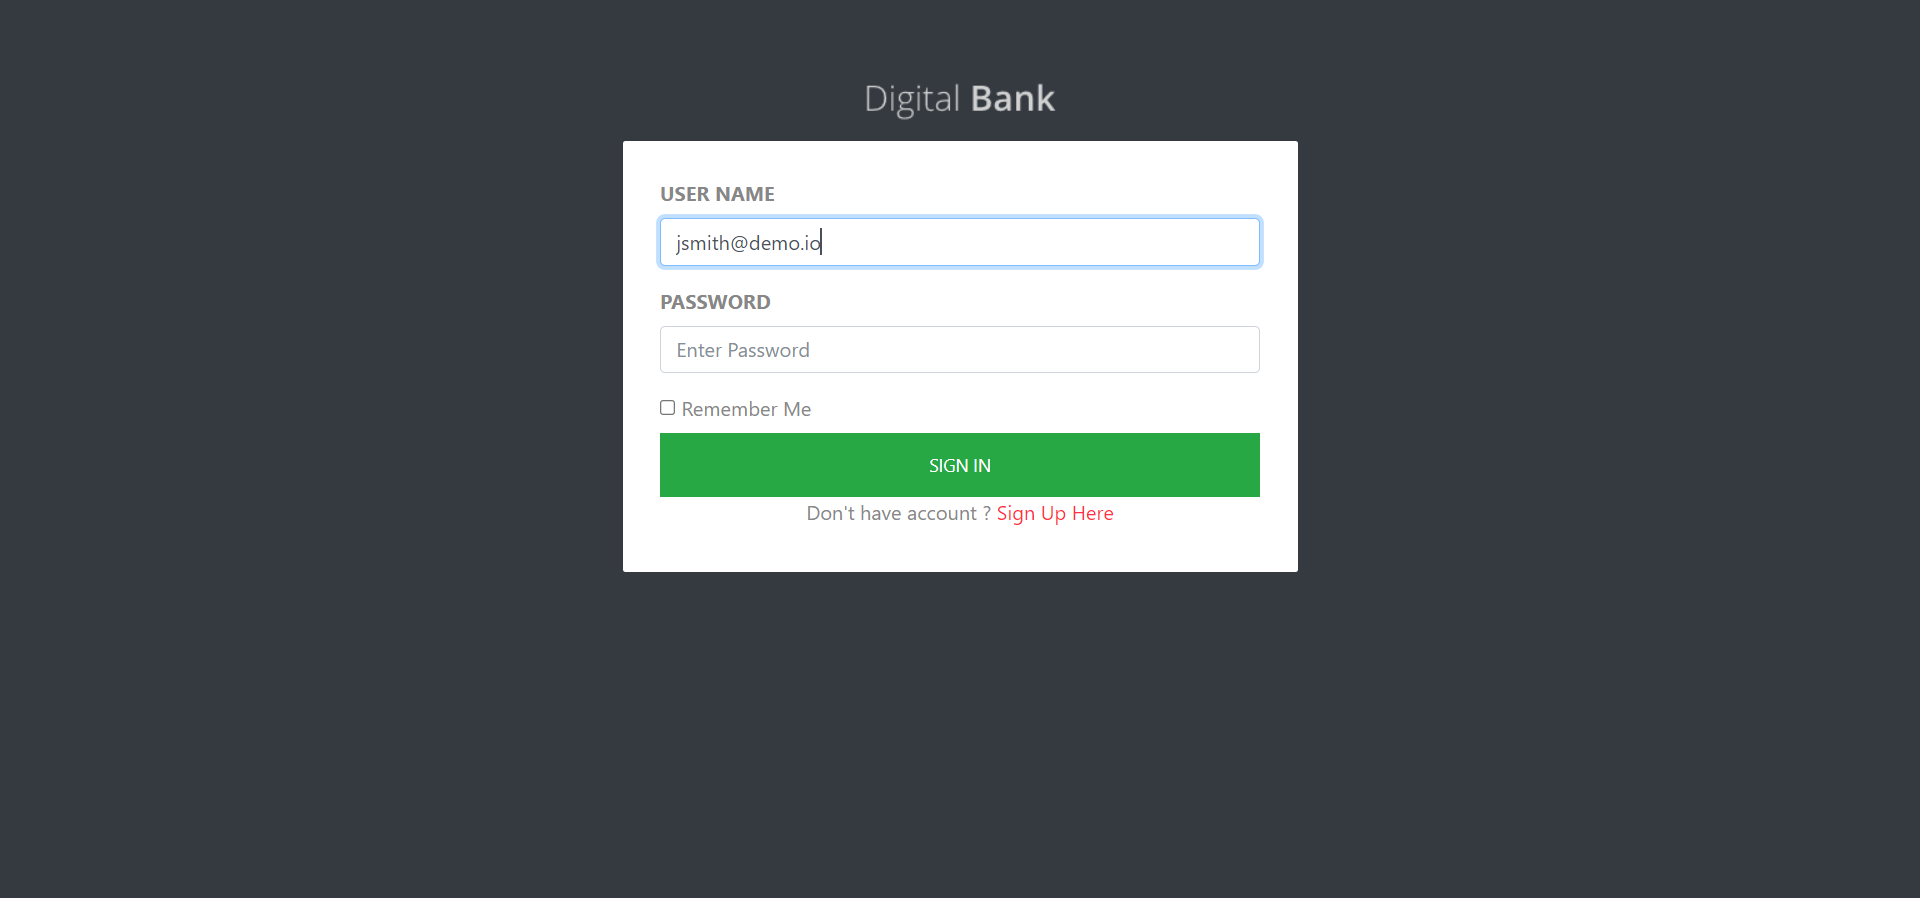 Digital Bank
USER NAME
jsmith@demo.io
PASSWORD
Enter Password
Remember Me
SIGN IN
Don't have account ? Sign Up Here